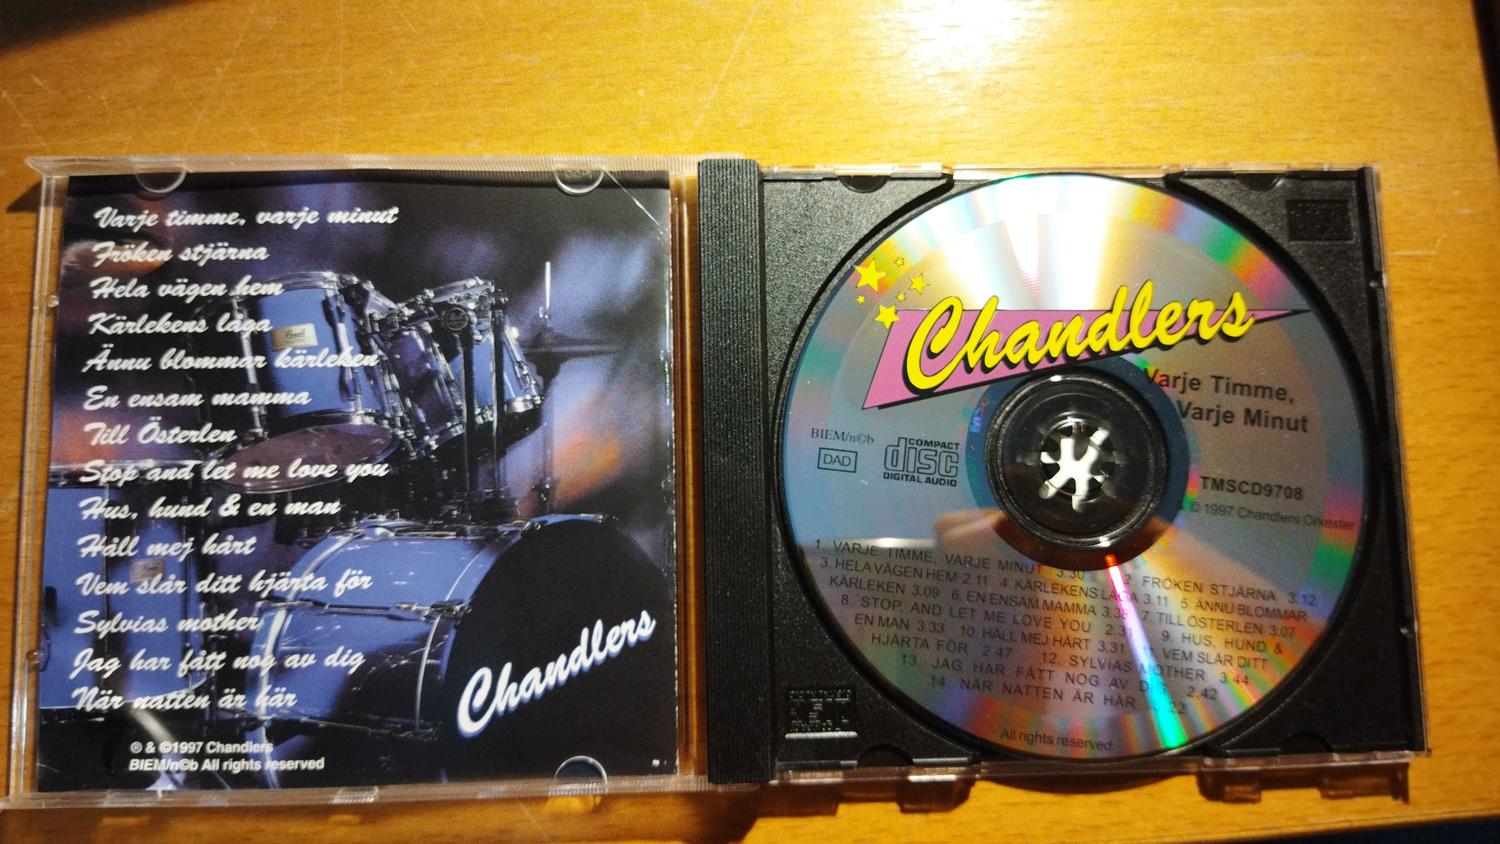 Varje timme, varje minut
Fröken stjärna
Hela vägen hem
Kärlekens låga
Ännu blommar kärleken
En ensam mamma
Till Österlen
Stop and let me love you
Hus, hund & en man
Håll mej hårt
Vem slår ditt hjärta för
Sylvias mother
Jag har fått nog av dig
När natten är här
Chandlers
® & ©1997 Chandlers
BIEM/n©b All rights reserved
Chandlers
Varje Timme,
Varje Minut
BIEM/n©b
DAD
COMPACT
disc
DIGITAL AUDIO
TMSCD9708
© 1997 Chandlers Orkester
1. VARJE TIMME, VARJE MINUT 3.30 2. FRÖKEN STJÄRNA 3.12
3. HELA VÄGEN HEM 2.11 4. KÄRLEKENS LÅGA 3.11 5. ÄNNU BLOMMAR
KÄRLEKEN 3.09 6. EN ENSAM MAMMA 7. TILL ÖSTERLEN 3.07
8. STOP, AND LET ME LOVE YOU 9. HUS, HUND &
EN MAN 3.33 10. HÅLL MEJ HÅRT 3.31 VEM SLÅR DITT
HJÄRTA FÖR 2.47 12. SYLVIAS MOTHER 3.44
13. JAG HAR FÅTT NOG AV DIG 2.42
14. NÄR NATTEN ÄR HÄR
All rights reserved